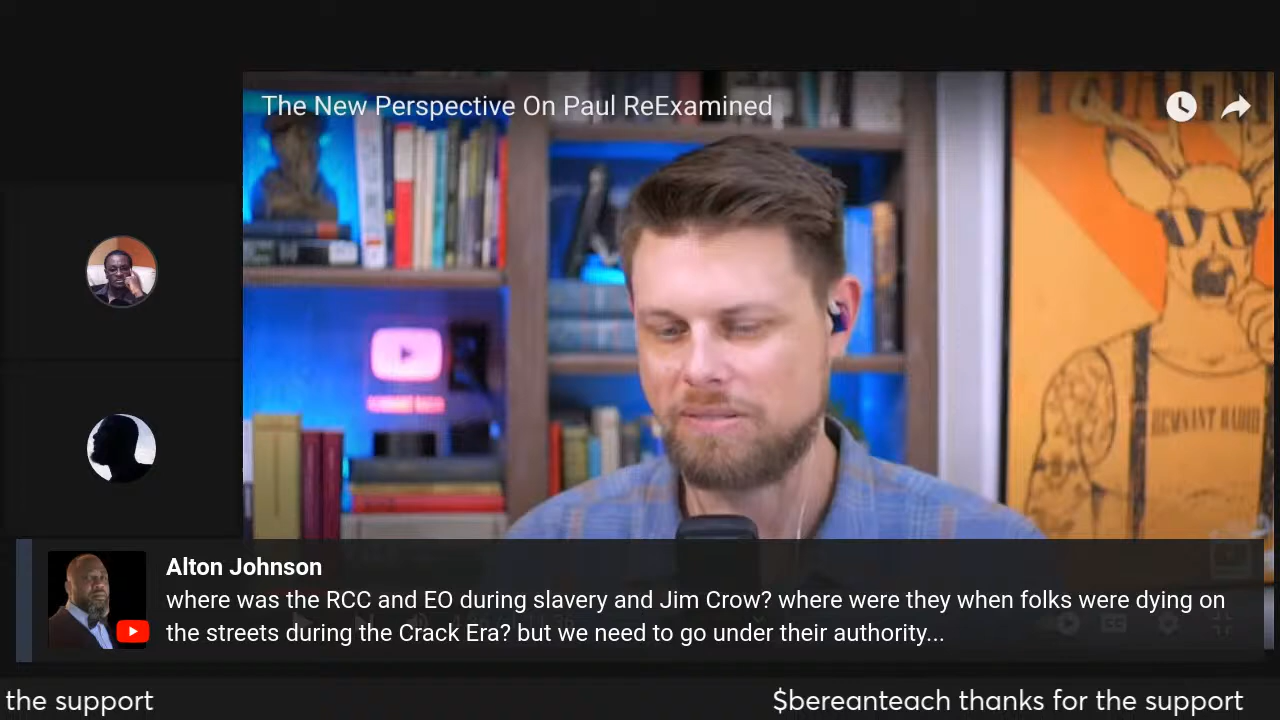 The New Perspective On Paul ReExamined
REMNANT RADIO
Alton Johnson
where was the RCC and EO during slavery and Jim Crow? where were they when folks were dying on
the streets during the Crack Era? but we need to go under their authority...
the support
$bereanteach thanks for the support